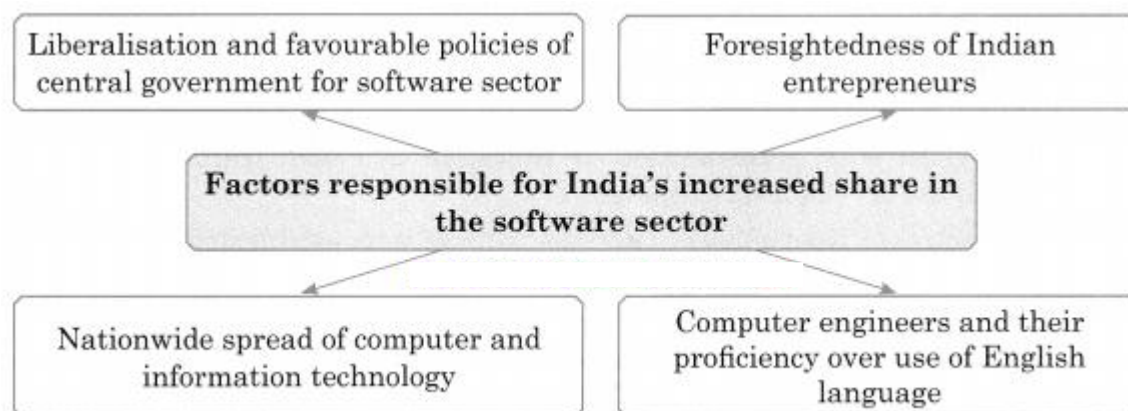 Liberalisation and favourable policies of
central government for software sector
Foresightedness of Indian
entrepreneurs
Factors responsible for India's increased share in
the software sector
Nationwide spread of computer and
information technology
Computer engineers and their
proficiency over use of English
language